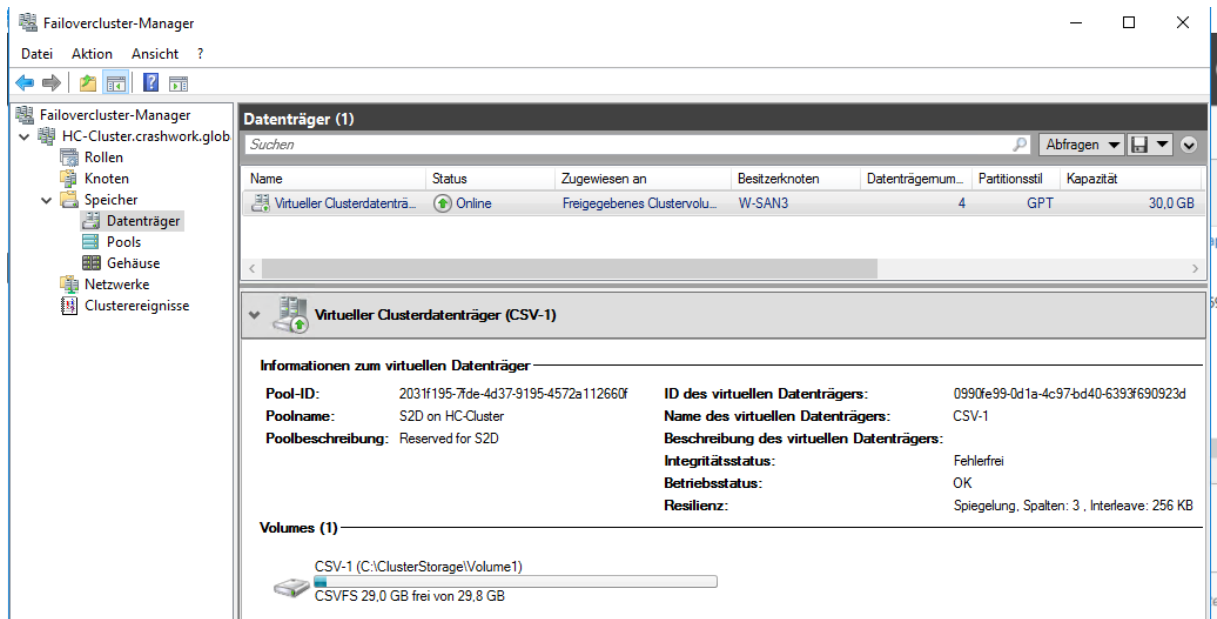 Failovercluster-Manager
Datei Aktion Ansicht ?
Failovercluster-Manager
HC-Cluster.crashwork.glob
Rollen
Knoten
Speicher
Datenträger
Pools
Gehäuse
Netzwerke
Clusterereignisse
Datenträger (1)
Suchen Abfragen
Name Status Zugewiesen an Besitzerknoten Datenträgernum... Partitionsstil Kapazität
Virtueller Clusterdatenträ... Online Freigegebenes Clustervolu... W-SAN3 4 GPT 30,0 GB
Virtueller Clusterdatenträger (CSV-1)
Informationen zum virtuellen Datenträger
Pool-ID: 2031f195-7fde-4d37-9195-4572a112660f ID des virtuellen Datenträgers: 0990fe99-0d1a-4c97-bd40-6393f690923d
Poolname: S2D on HC-Cluster Name des virtuellen Datenträgers: CSV-1
Poolbeschreibung: Reserved for S2D Beschreibung des virtuellen Datenträgers:
Integritätsstatus: Fehlerfrei
Betriebsstatus: OK
Resilienz: Spiegelung, Spalten: 3 , Interleave: 256 KB
Volumes (1)
CSV-1 (C:\ClusterStorage\Volume1)
CSVFS 29,0 GB frei von 29,8 GB